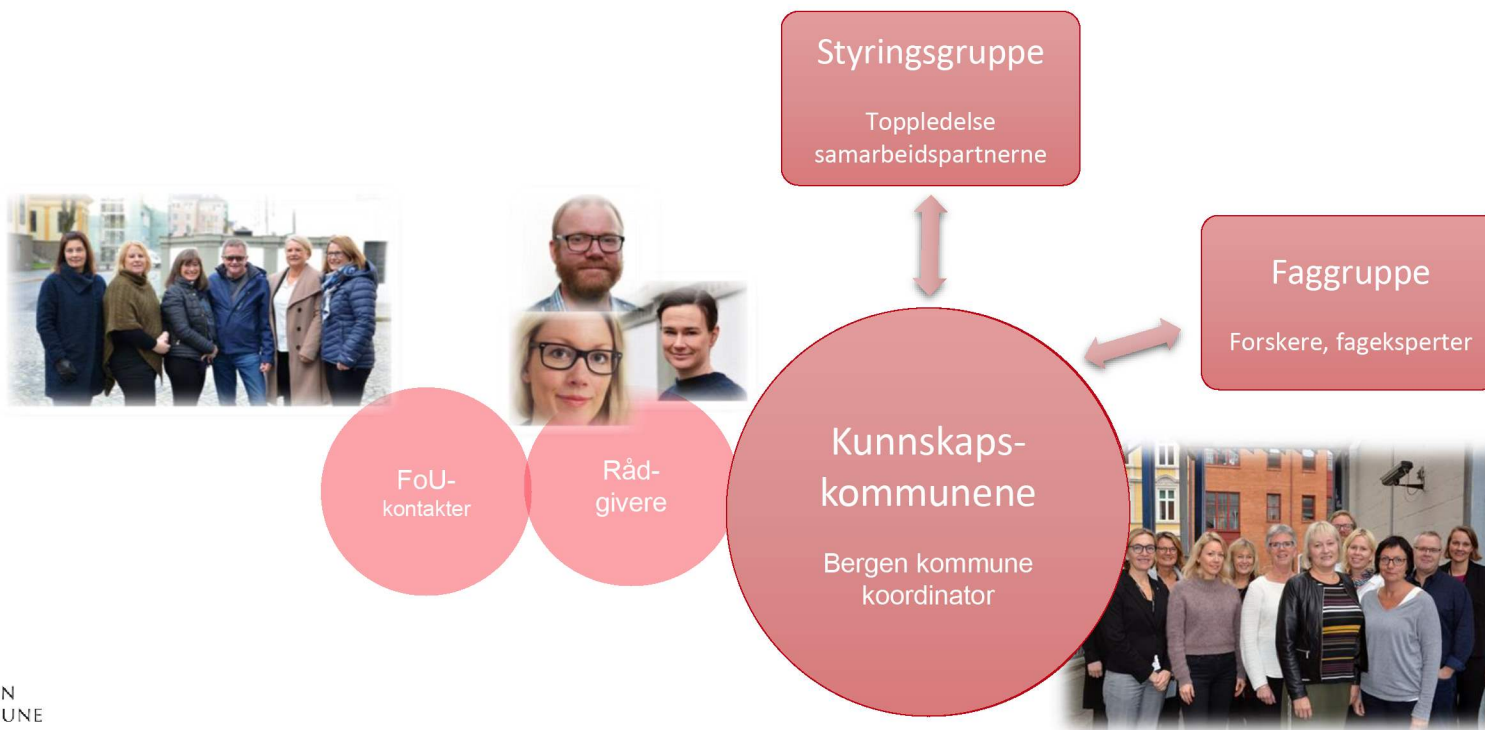 Styringsgruppe
Toppledelse
samarbeidspartnerne
Faggruppe
Forskere, fageksperter
FoU-
kontakter
Råd-
givere
Kunnskaps-
kommunene
Bergen kommune
koordinator
N
UNE